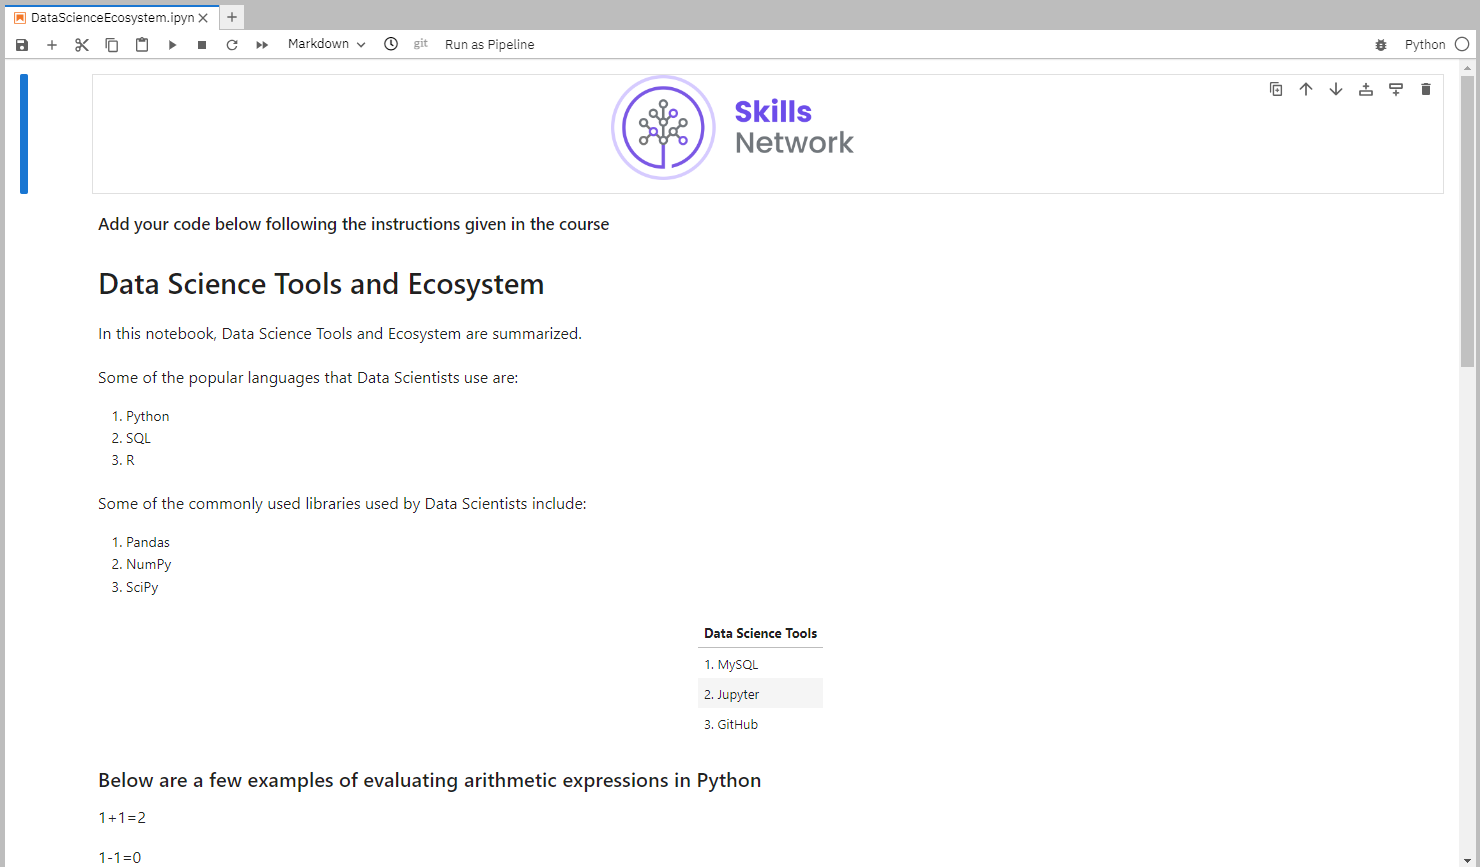 DataScienceEcosystem.ipyn
Markdown
git
Run as Pipeline
Python
Skills
Network
Add your code below following the instructions given in the course
Data Science Tools and Ecosystem
In this notebook, Data Science Tools and Ecosystem are summarized.
Some of the popular languages that Data Scientists use are:
1. Python
2. SQL
3. R
Some of the commonly used libraries used by Data Scientists include:
1. Pandas
2. NumPy
3. SciPy
Data Science Tools
1. MySQL
2. Jupyter
3. GitHub
Below are a few examples of evaluating arithmetic expressions in Python
1+1=2
1-1=0